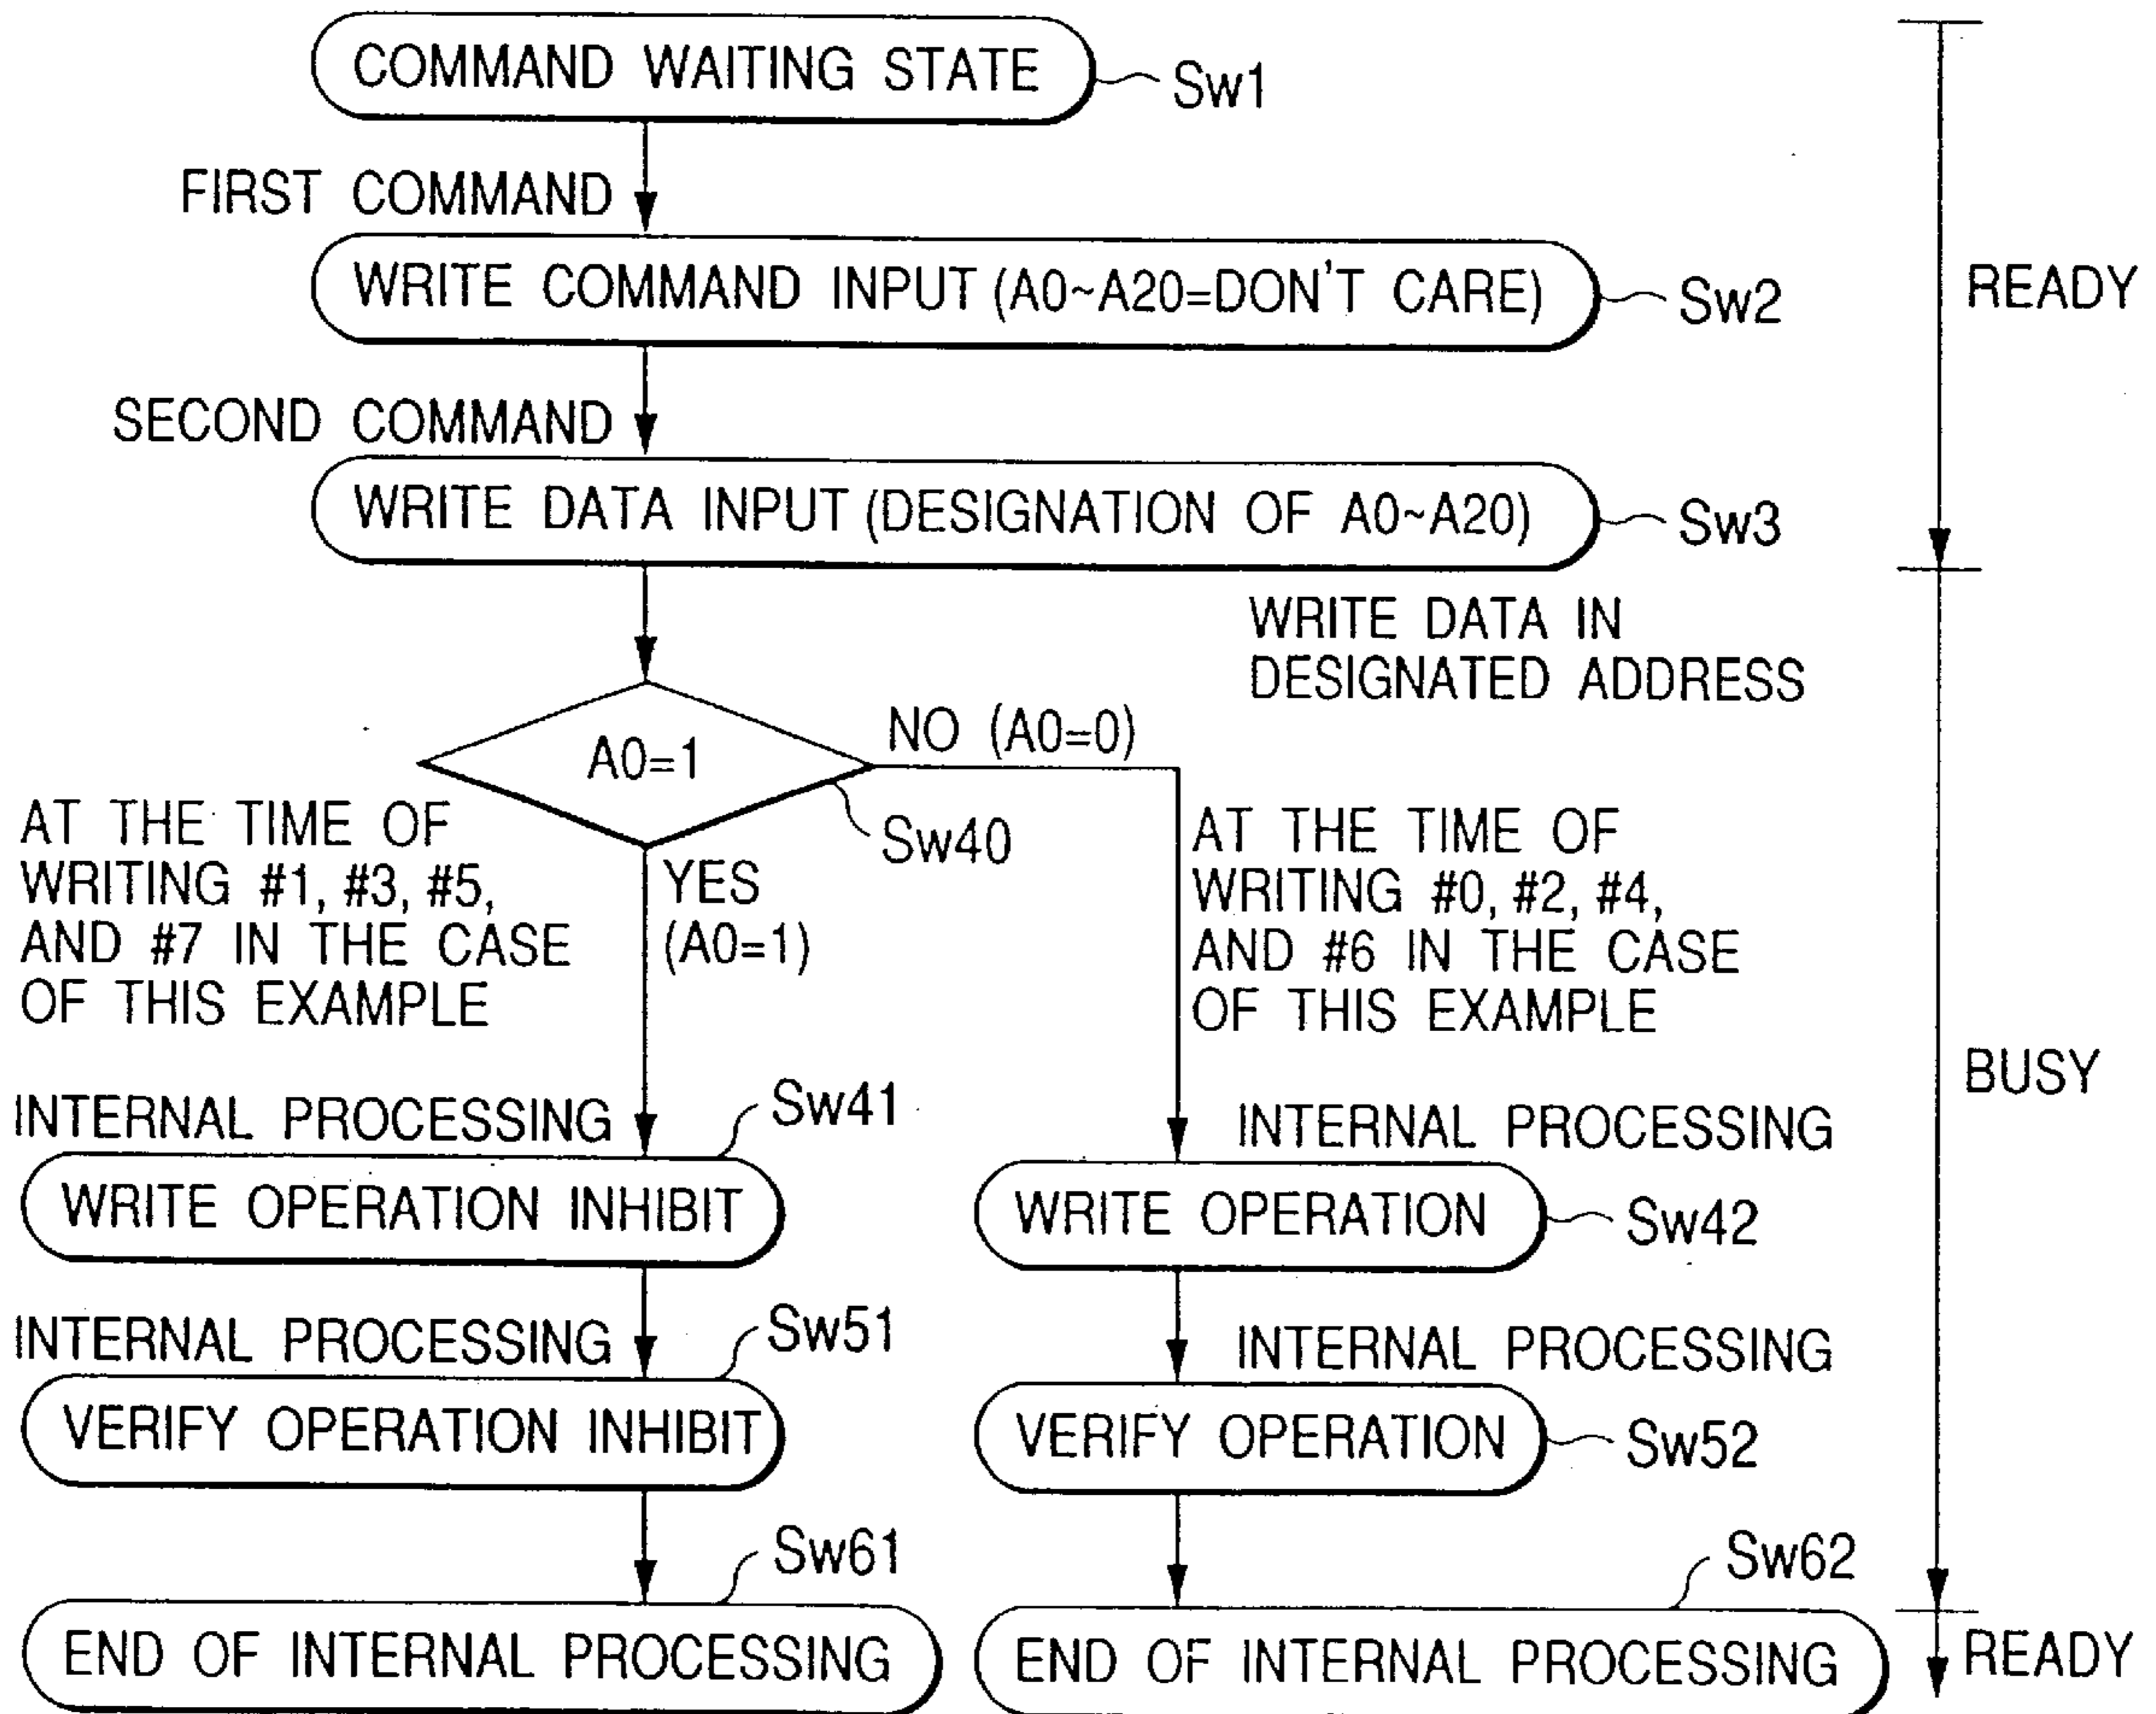 COMMAND WAITING STATE
Sw1
FIRST COMMAND
WRITE COMMAND INPUT (A0~A20=DON'T CARE)
Sw2
READY
SECOND COMMAND
WRITE DATA INPUT (DESIGNATION OF A0~A20)
Sw3
WRITE DATA IN
DESIGNATED ADDRESS
A0=1
NO (A0=0)
Sw40
AT THE TIME OF
WRITING #1, #3, #5,
AND #7 IN THE CASE
OF THIS EXAMPLE
YES
(A0=1)
AT THE TIME OF
WRITING #0, #2, #4,
AND #6 IN THE CASE
OF THIS EXAMPLE
BUSY
INTERNAL PROCESSING
Sw41
INTERNAL PROCESSING
WRITE OPERATION INHIBIT
WRITE OPERATION
Sw42
INTERNAL PROCESSING
Sw51
INTERNAL PROCESSING
VERIFY OPERATION INHIBIT
VERIFY OPERATION
Sw52
Sw61
Sw62
END OF INTERNAL PROCESSING
END OF INTERNAL PROCESSING
READY